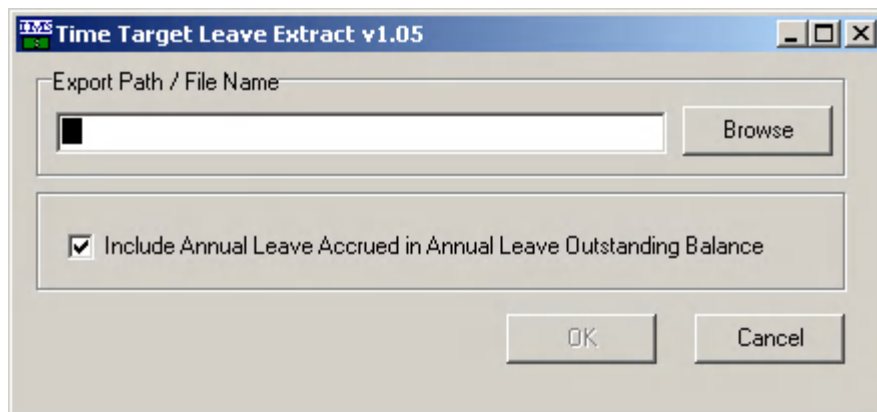 IMS
Time Target Leave Extract v1.05
Export Path / File Name
Browse
Include Annual Leave Accrued in Annual Leave Outstanding Balance
OK
Cancel